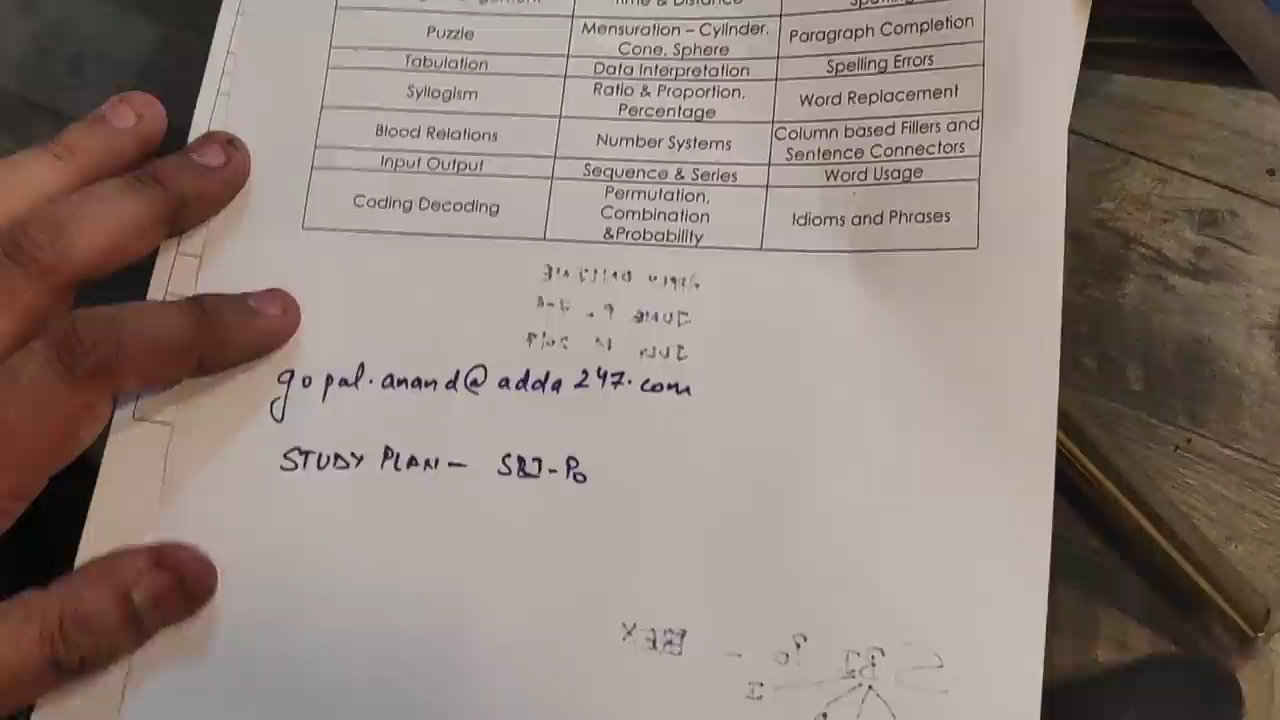 Time & Distance
Puzzle
Mensuration – Cylinder,
Cone, Sphere
Paragraph Completion
Tabulation
Data Interpretation
Spelling Errors
Syllogism
Ratio & Proportion,
Percentage
Word Replacement
Blood Relations
Number Systems
Column based Fillers and
Sentence Connectors
Input Output
Sequence & Series
Word Usage
Coding Decoding
Permutation,
Combination
&Probability
Idioms and Phrases
gopal.anand@adda247.com
STUDY PLAN - SBI-PO